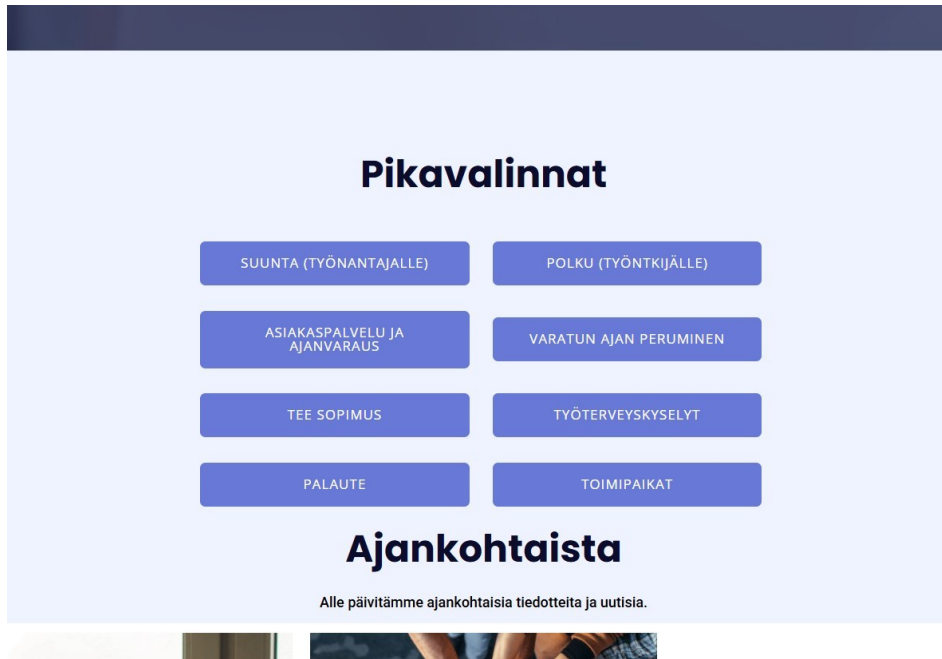 Pikavalinnat
SUUNTA (TYÖNANTAJALLE)
POLKU (TYÖNTKIJÄLLE)
ASIAKASPALVELU JA
AJANVARAUS
VARATUN AJAN PERUMINEN
TEE SOPIMUS
TYÖTERVEYSKYSELYT
PALAUTE
TOIMIPAIKAT
Ajankohtaista
Alle päivitämme ajankohtaisia tiedotteita ja uutisia.